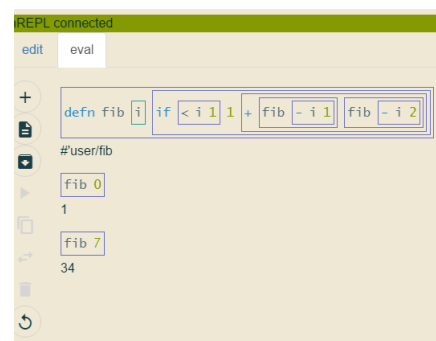 nREPL connected
edit eval
defn fib i if < i 1 1 + fib - i 1 fib - i 2
#'user/fib
fib 0
1
fib 7
34